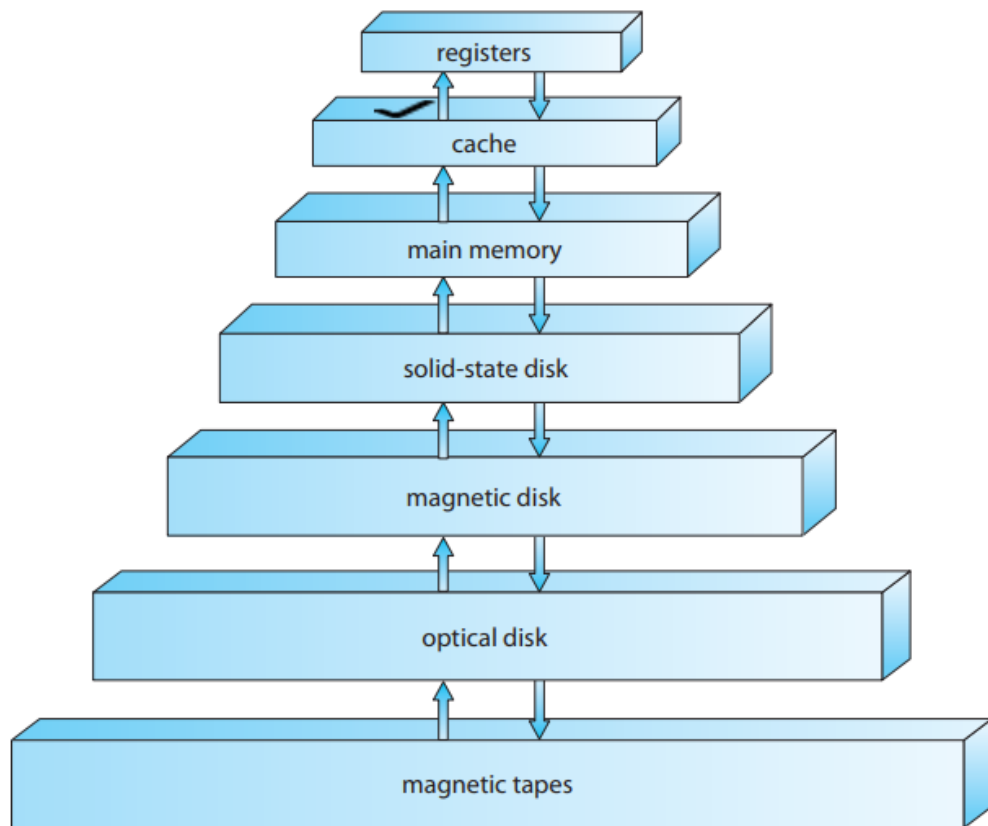 registers
cache
main memory
solid-state disk
magnetic disk
optical disk
magnetic tapes